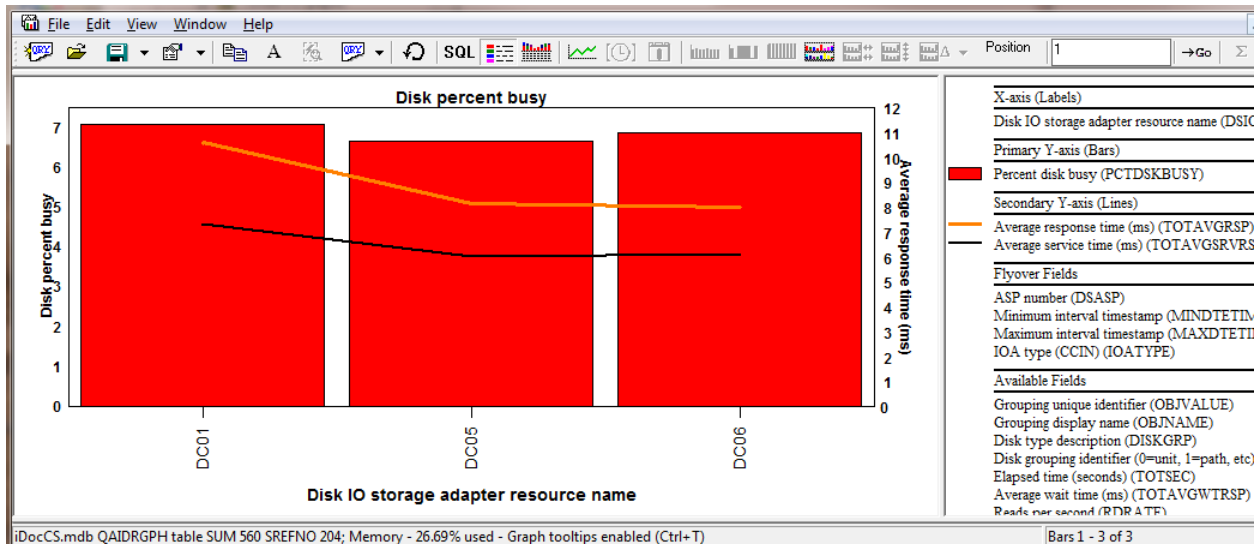 File Edit View Window Help
QRY A QRY SQL Position 1 →Go Σ
Disk percent busy
7
6
5
4
3
2
1
0
Disk percent busy
12
11
10
9
8
7
6
5
4
3
2
1
0
Average response time (ms)
DC01 DC05 DC06
Disk IO storage adapter resource name
X-axis (Labels)
Disk IO storage adapter resource name (DSIO
Primary Y-axis (Bars)
Percent disk busy (PCTDSKBUSY)
Secondary Y-axis (Lines)
Average response time (ms) (TOTAVGRSP)
Average service time (ms) (TOTAVGSRVRS
Flyover Fields
ASP number (DSASP)
Minimum interval timestamp (MINDTETIM
Maximum interval timestamp (MAXDTETI
IOA type (CCIN) (IOATYPE)
Available Fields
Grouping unique identifier (OBJVALUE)
Grouping display name (OBJNAME)
Disk type description (DISKGRP)
Disk grouping identifier (0=unit, 1=path, etc)
Elapsed time (seconds) (TOTSEC)
Average wait time (ms) (TOTAVGWTRSP)
Reads per second (RDRATE)
iDocCS.mdb QAIDRGPH table SUM 560 SREFNO 204; Memory - 26.69% used - Graph tooltips enabled (Ctrl+T)
Bars 1 - 3 of 3